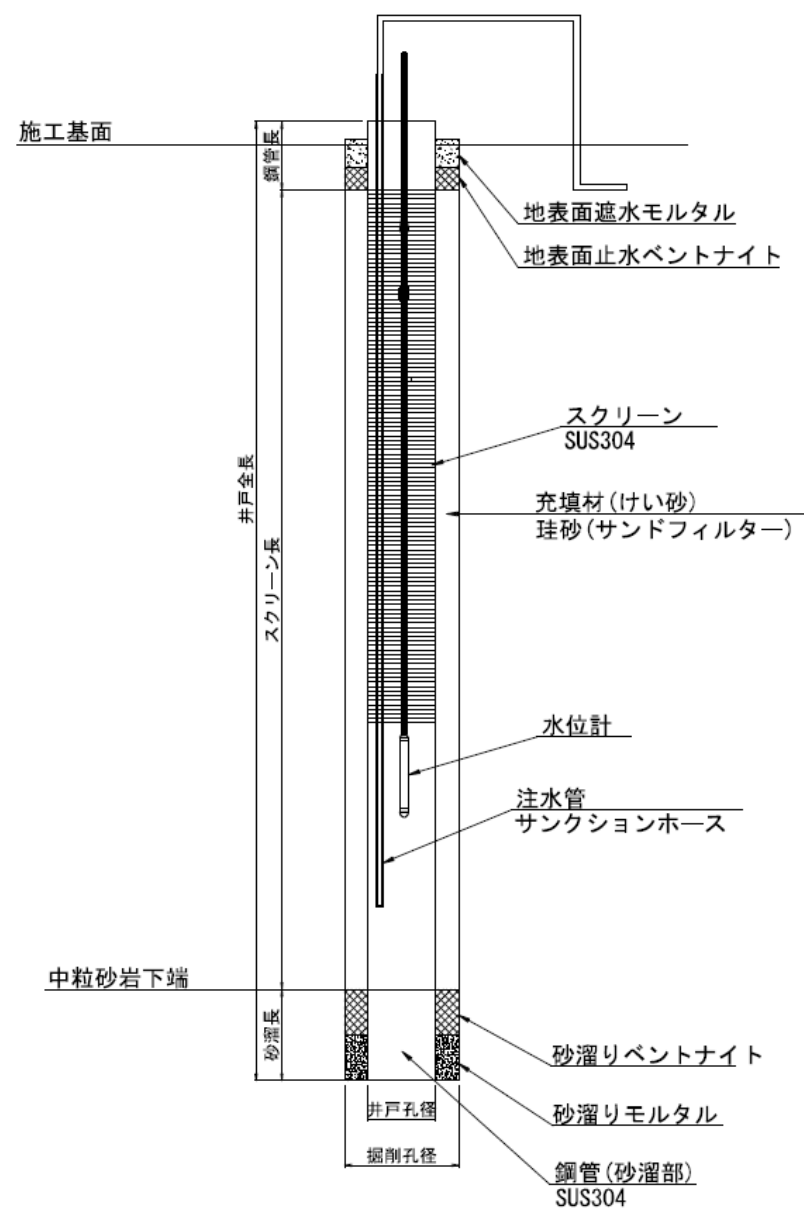 施工基面
鋼管長
地表面遮水モルタル
地表面止水ベントナイト
スクリーン
SUS304
井戸全長
充填材(けい砂)
珪砂(サンドフィルター)
スクリーン長
水位計
注水管
サンクションホース
中粒砂岩下端
砂溜長
砂溜りベントナイト
井戸孔径
砂溜りモルタル
掘削孔径
鋼管(砂溜部)
SUS304